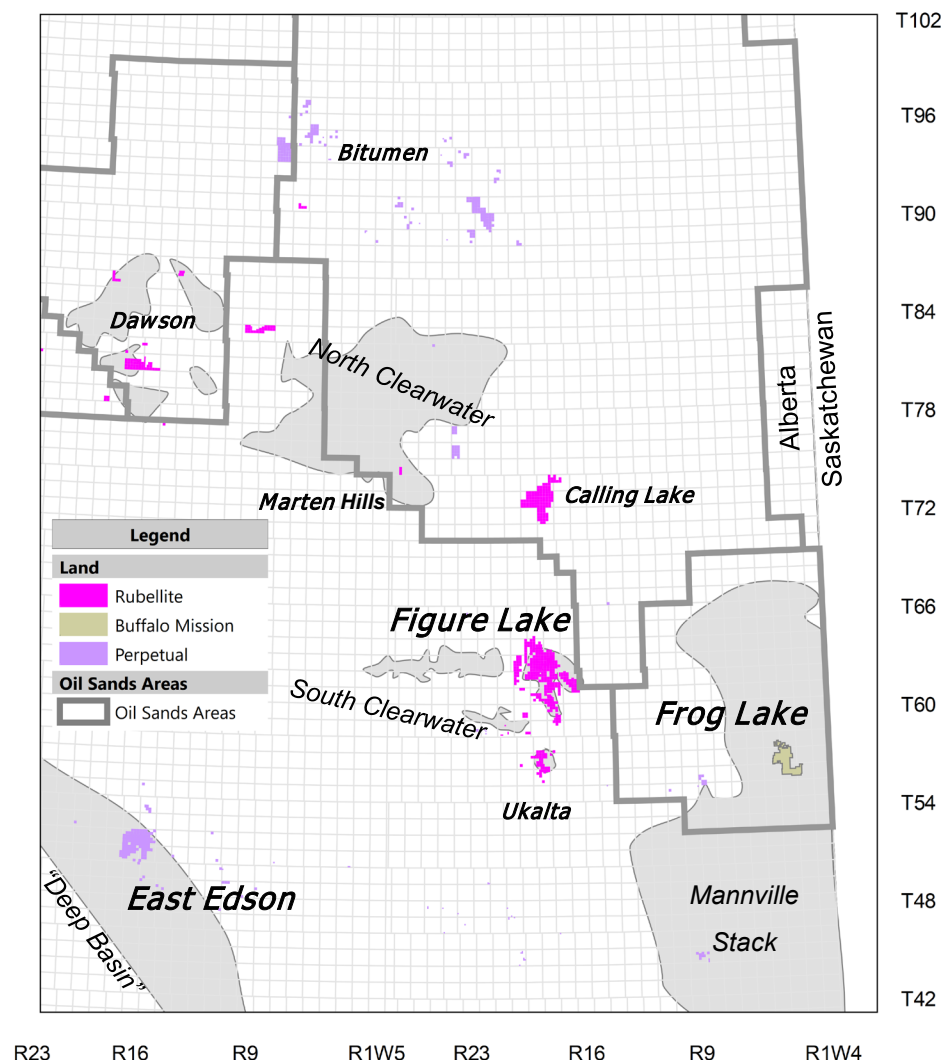 T102
T96
Bitumen
T90
T84
Dawson
North Clearwater
Alberta
Saskatchewan
T78
Marten Hills
Calling Lake
T72
Legend
Land
Rubellite
Buffalo Mission
Perpetual
Oil Sands Areas
Oil Sands Areas
T66
Figure Lake
South Clearwater
T60
Frog Lake
T54
Ukalta
East Edson
"Deep Basin"
Mannville
Stack
T48
T42
R23
R16
R9
R1W5
R23
R16
R9
R1W4